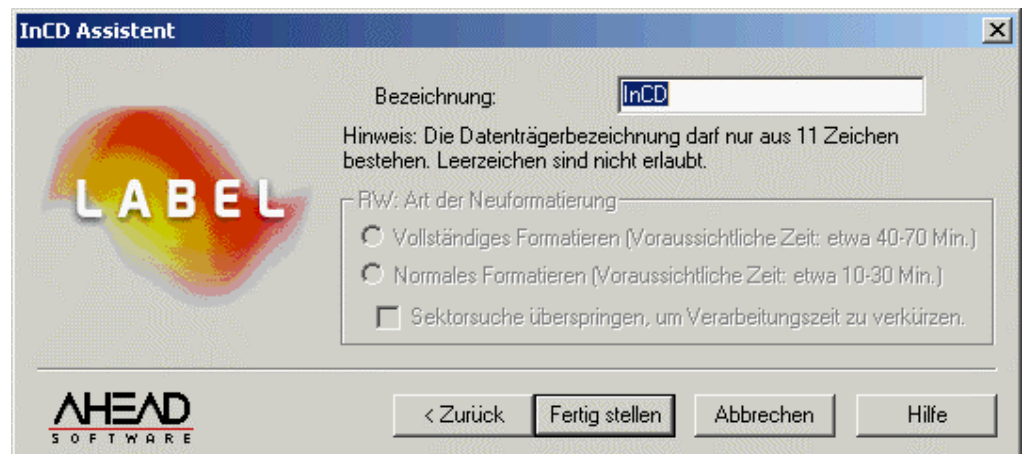 InCD Assistent
Bezeichnung: InCD
Hinweis: Die Datenträgerbezeichnung darf nur aus 11 Zeichen
bestehen. Leerzeichen sind nicht erlaubt.
LABEL
RW: Art der Neuformatierung
Vollständiges Formatieren (Voraussichtliche Zeit: etwa 40-70 Min.)
Normales Formatieren (Voraussichtliche Zeit: etwa 10-30 Min.)
Sektorsuche überspringen, um Verarbeitungszeit zu verkürzen.
AHEAD
SOFTWARE
< Zurück Fertig stellen Abbrechen Hilfe